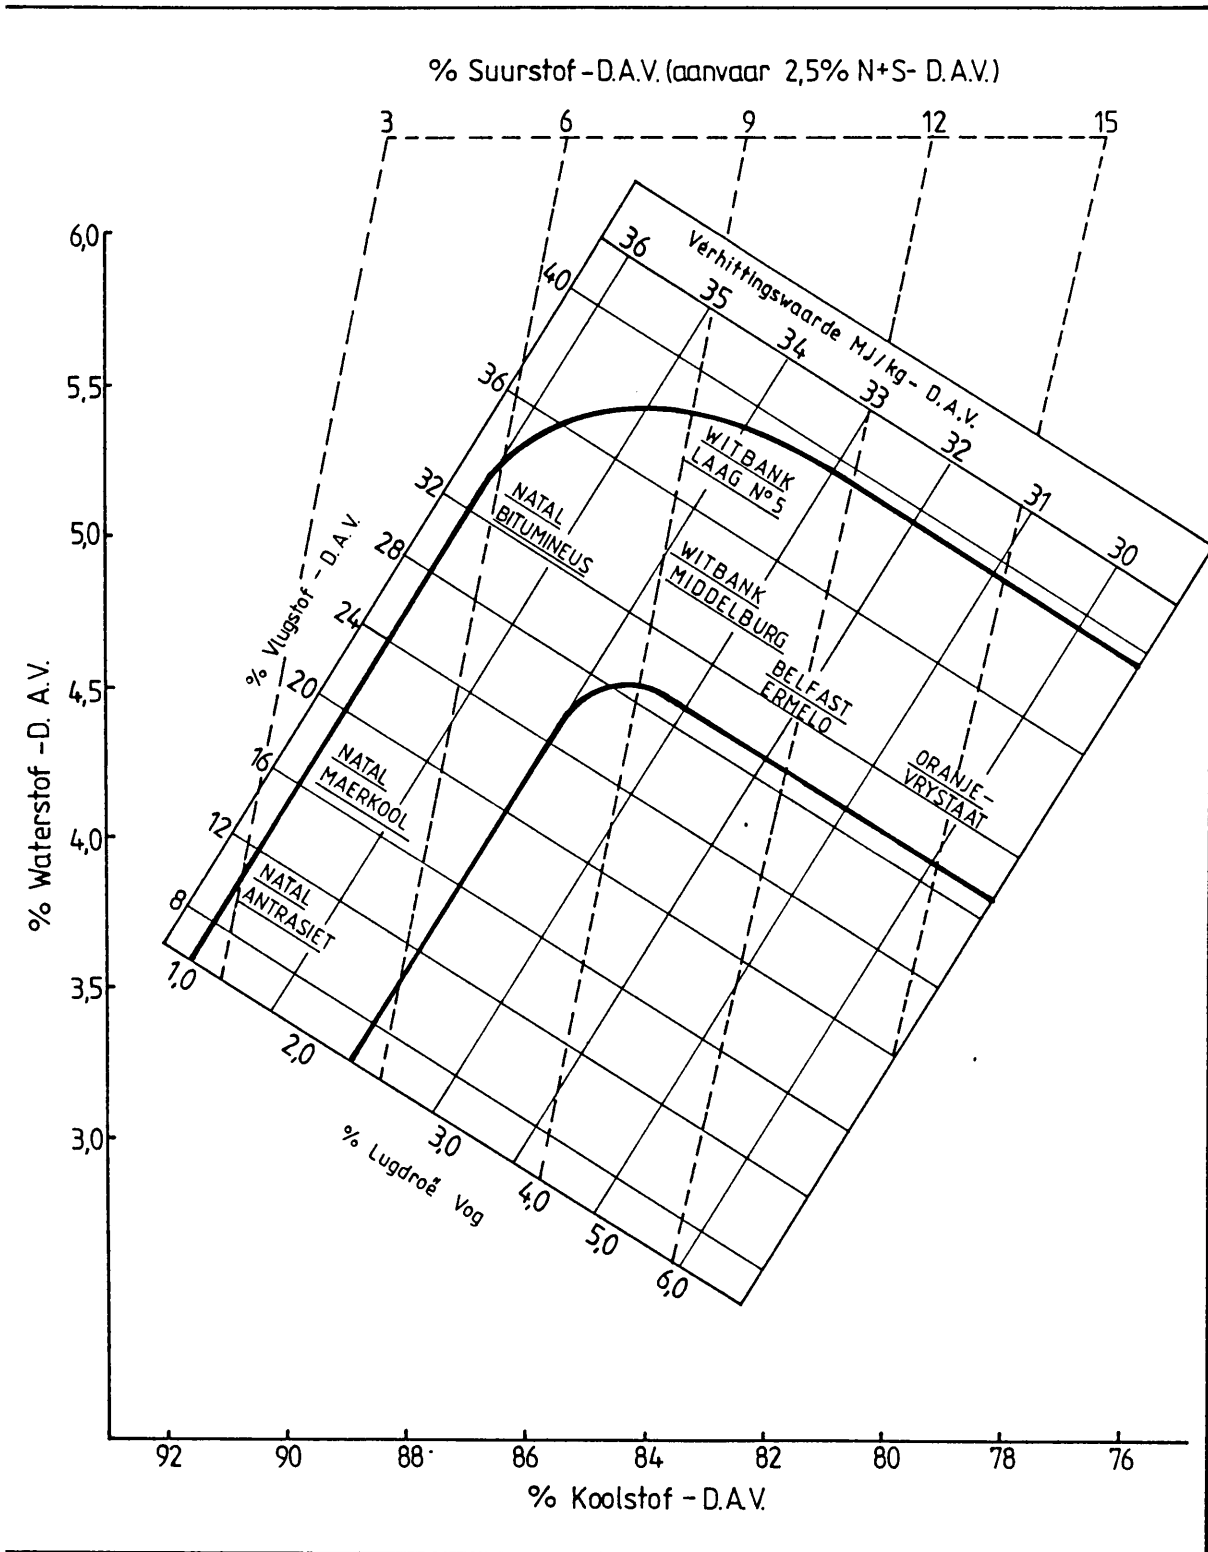 % Suurstof-D.A.V. (aanvaar 2,5% N+S- D.A.V.)
3 6 9 12 15
6,0
5,5
5,0
4,5
4,0
3,5
3,0
% Waterstof -D. A.V.
Verhittingswaarde MJ/kg- D.A.V.
36 35 34 33 32 31 30
% Vlugstof - D.A.V.
40
36
32
28
24
20
16
12
8
WITBANK
LAAG Nº 5
NATAL
BITUMINEUS
WITBANK
MIDDELBURG
BELFAST
ERMELO
ORANJE-
VRYSTAAT
NATAL
MAERKOOL
NATAL
ANTRASIET
1,0 2,0 3,0 4,0 5,0 6,0
% Lugdroë Vog
92 90 88 86 84 82 80 78 76
% Koolstof - D.A.V.